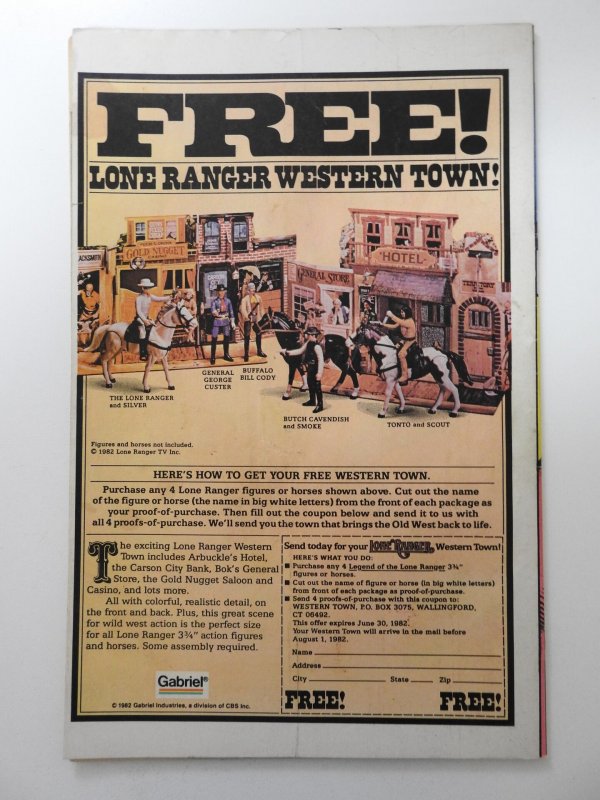 FREE!
LONE RANGER WESTERN TOWN!
GOLD NUGGET
GENERAL STORE
HOTEL
THE LONE RANGER
and SILVER
GENERAL
GEORGE
CUSTER
BUFFALO
BILL CODY
BUTCH CAVENDISH
and SMOKE
TONTO and SCOUT
Figures and horses not included.
© 1982 Lone Ranger TV Inc.
HERE'S HOW TO GET YOUR FREE WESTERN TOWN.
Purchase any 4 Lone Ranger figures or horses shown above. Cut out the name
of the figure or horse (the name in big white letters) from the front of each package as
your proof-of-purchase. Then fill out the coupon below and send it to us with
all 4 proofs-of-purchase. We'll send you the town that brings the Old West back to life.
The exciting Lone Ranger Western
Town includes Arbuckle's Hotel,
the Carson City Bank, Bok's General
Store, the Gold Nugget Saloon and
Casino, and lots more.
All with colorful, realistic detail, on
the front and back. Plus, this great scene
for wild west action is the perfect size
for all Lone Ranger 3¾" action figures
and horses. Some assembly required.
Gabriel®
© 1982 Gabriel Industries, a division of CBS Inc.
Send today for your LONE RANGER Western Town!
HERE'S WHAT YOU DO:
■ Purchase any 4 Legend of the Lone Ranger 3¾"
figures or horses.
■ Cut out the name of figure or horse (in big white letters)
from front of each package as proof-of-purchase.
■ Send 4 proofs-of-purchase with this coupon to:
WESTERN TOWN, P.O. BOX 3075, WALLINGFORD,
CT 06492.
This offer expires June 30, 1982.
Your Western Town will arrive in the mail before
August 1, 1982.
Name
Address
City State Zip
FREE! FREE!